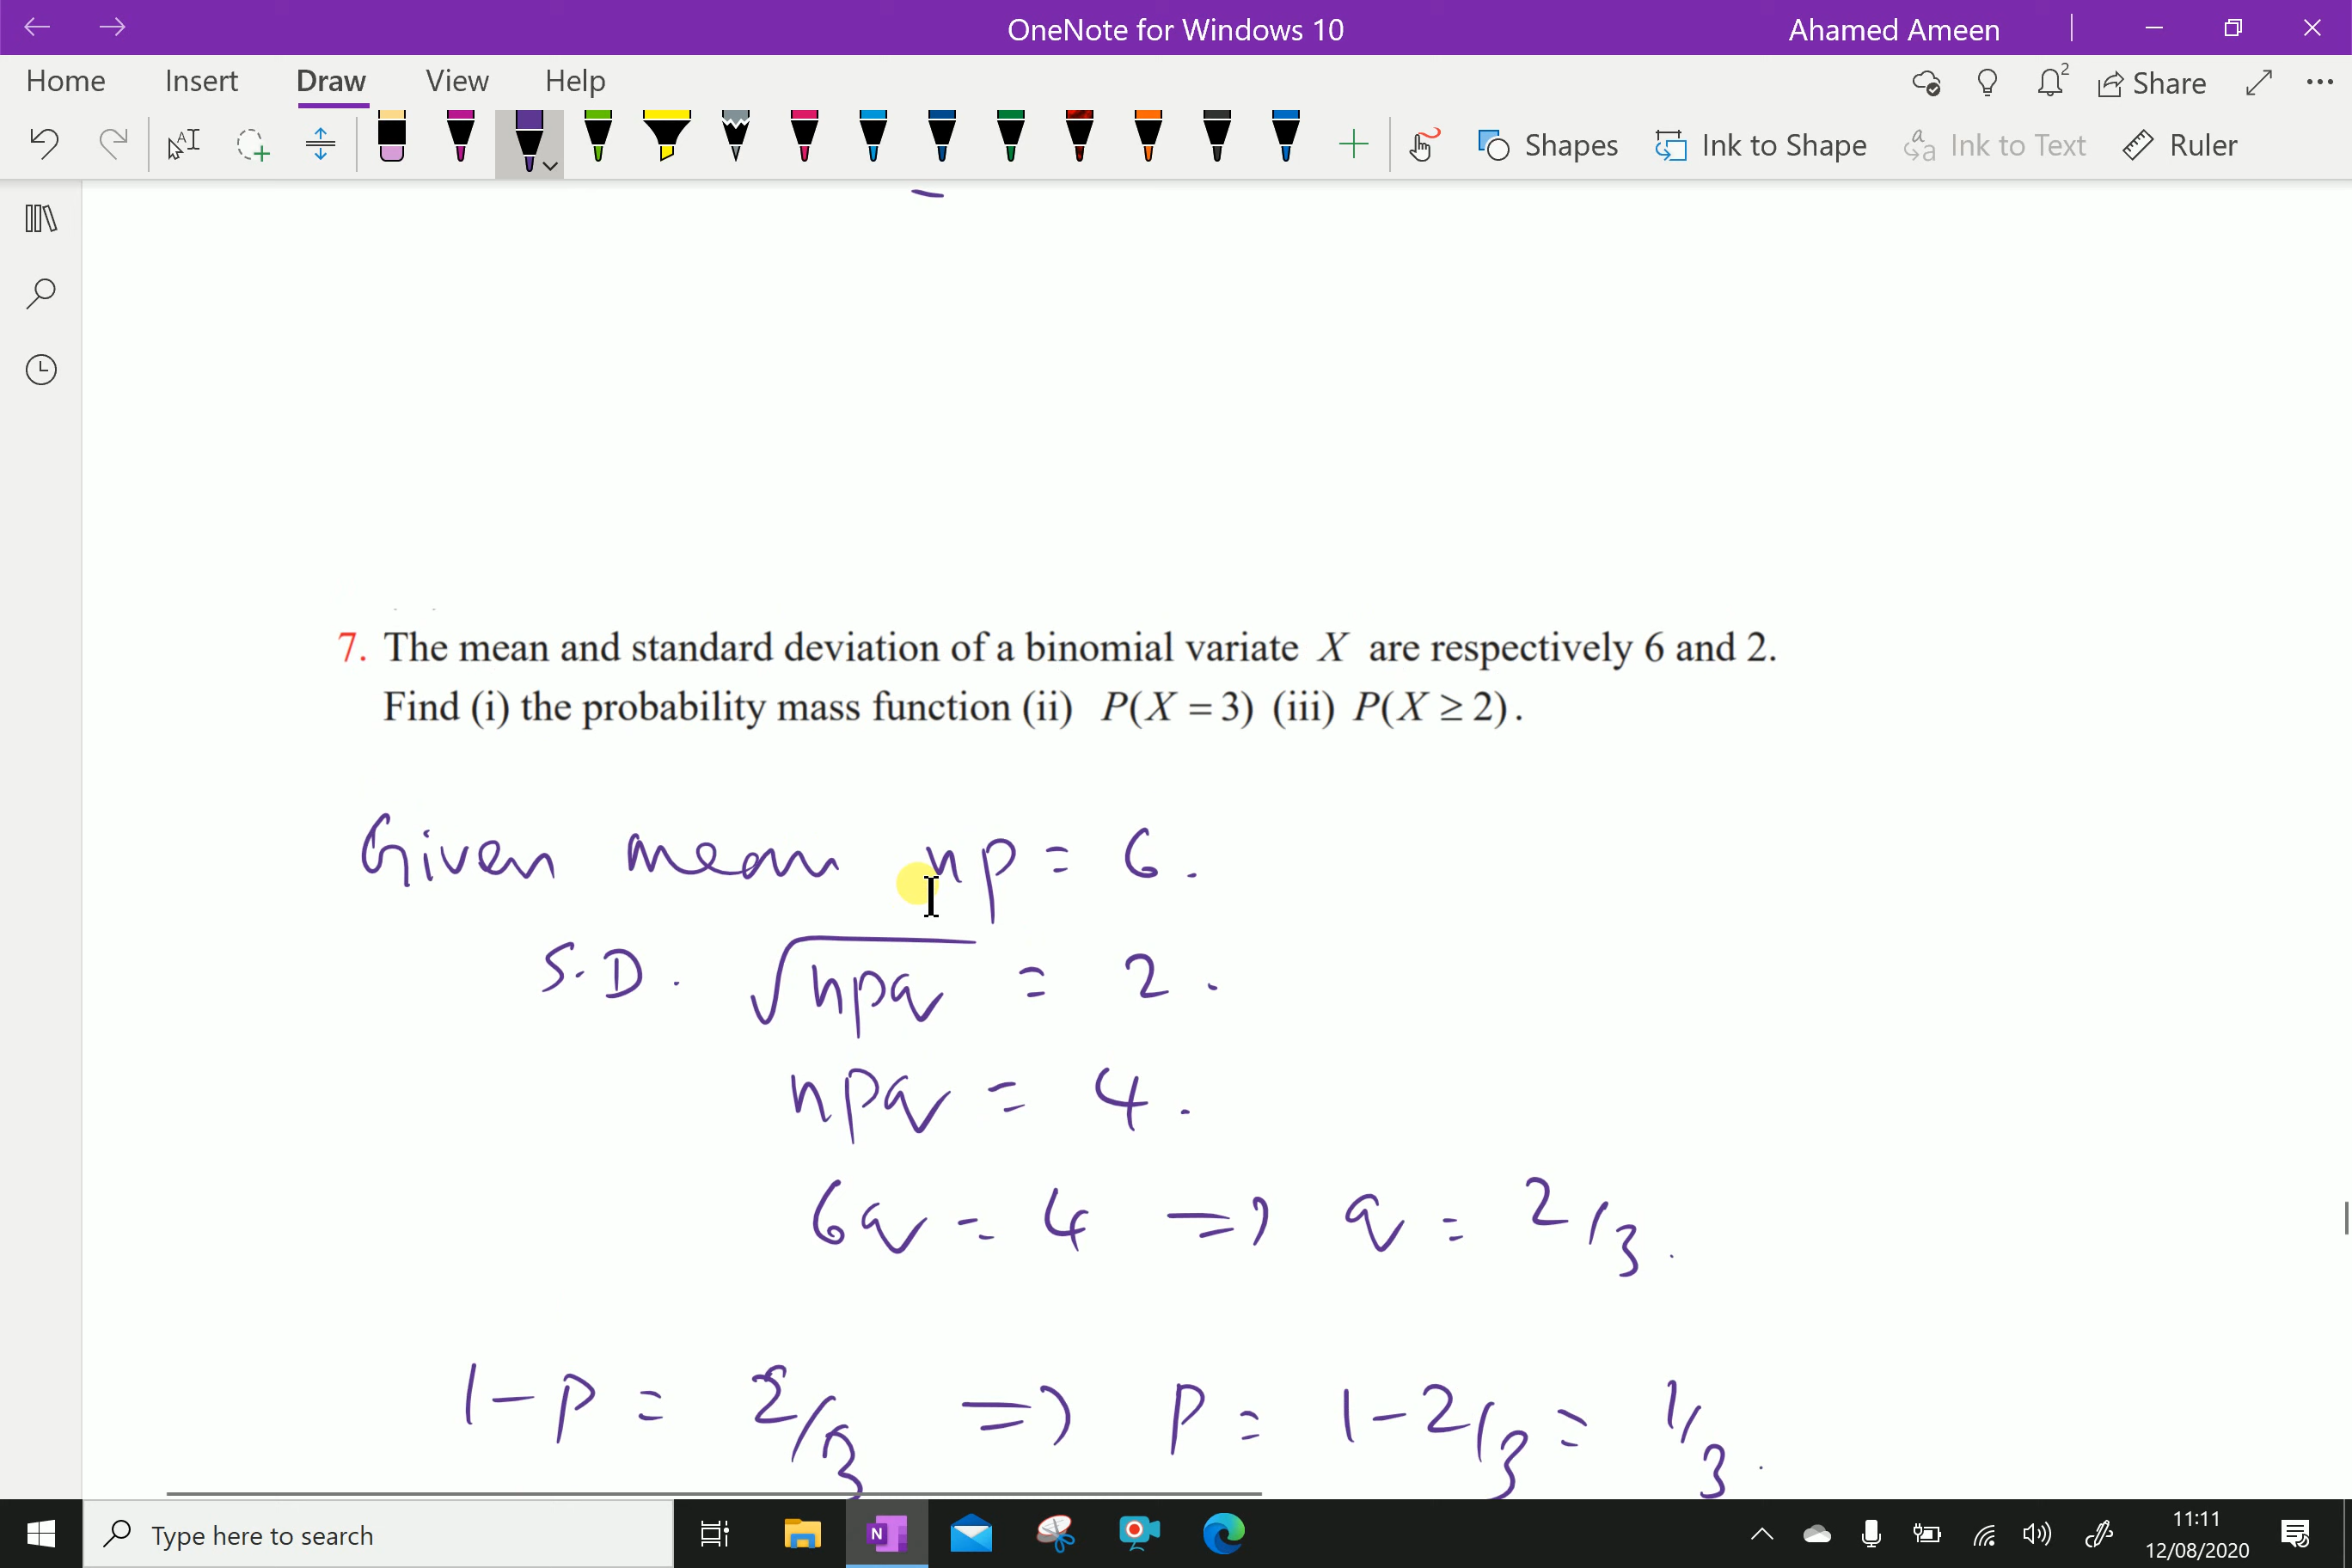 OneNote for Windows 10
Ahamed Ameen
Home Insert Draw View Help
2 Share
Shapes Ink to Shape Ink to Text Ruler
7. The mean and standard deviation of a binomial variate X are respectively 6 and 2.
Find (i) the probability mass function (ii) P(X = 3) (iii) P(X ≥ 2).
Given mean np = 6.
S.D. √npq = 2.
npq = 4.
6q = 4 => q = 2/3.
1-P = 2/3 => P = 1-2/3 = 1/3.
Type here to search
11:11
12/08/2020